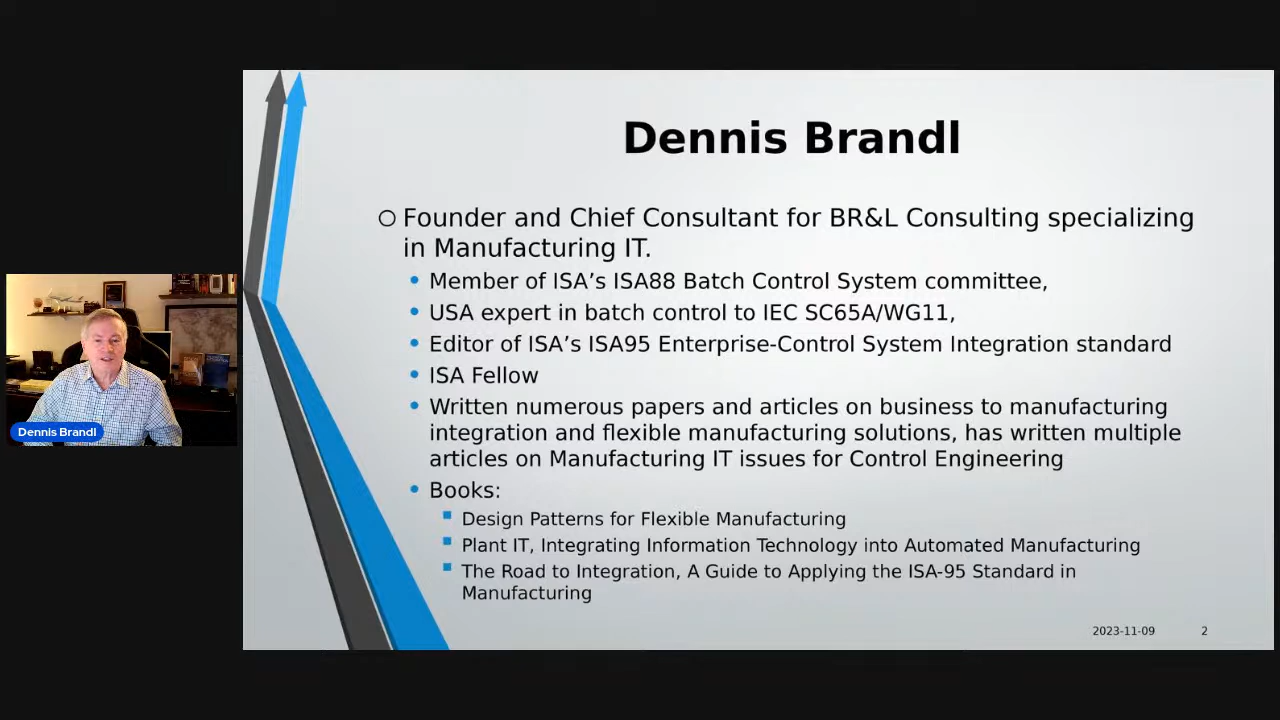 Dennis Brandl
Founder and Chief Consultant for BR&L Consulting specializing
in Manufacturing IT.
Member of ISA’s ISA88 Batch Control System committee,
USA expert in batch control to IEC SC65A/WG11,
Editor of ISA’s ISA95 Enterprise-Control System Integration standard
ISA Fellow
Written numerous papers and articles on business to manufacturing
integration and flexible manufacturing solutions, has written multiple
articles on Manufacturing IT issues for Control Engineering
Books:
Design Patterns for Flexible Manufacturing
Plant IT, Integrating Information Technology into Automated Manufacturing
The Road to Integration, A Guide to Applying the ISA-95 Standard in
Manufacturing
2023-11-09 2
Dennis Brandl